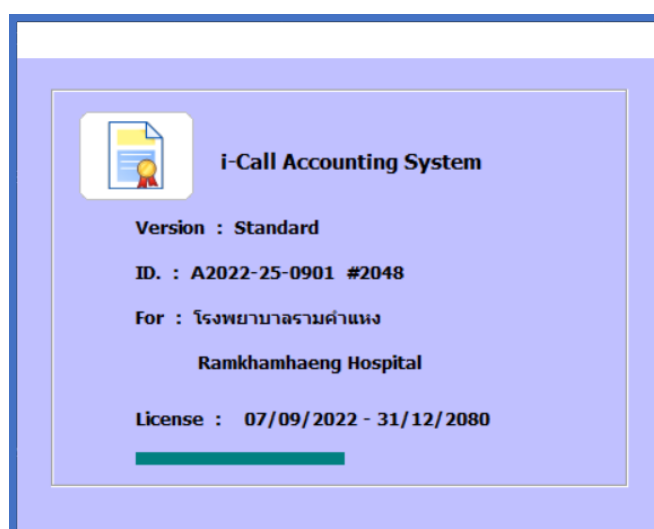 i-Call Accounting System
Version : Standard
ID. : A2022-25-0901 #2048
For : โรงพยาบาลรามคำแหง
Ramkhamhaeng Hospital
License : 07/09/2022 - 31/12/2080